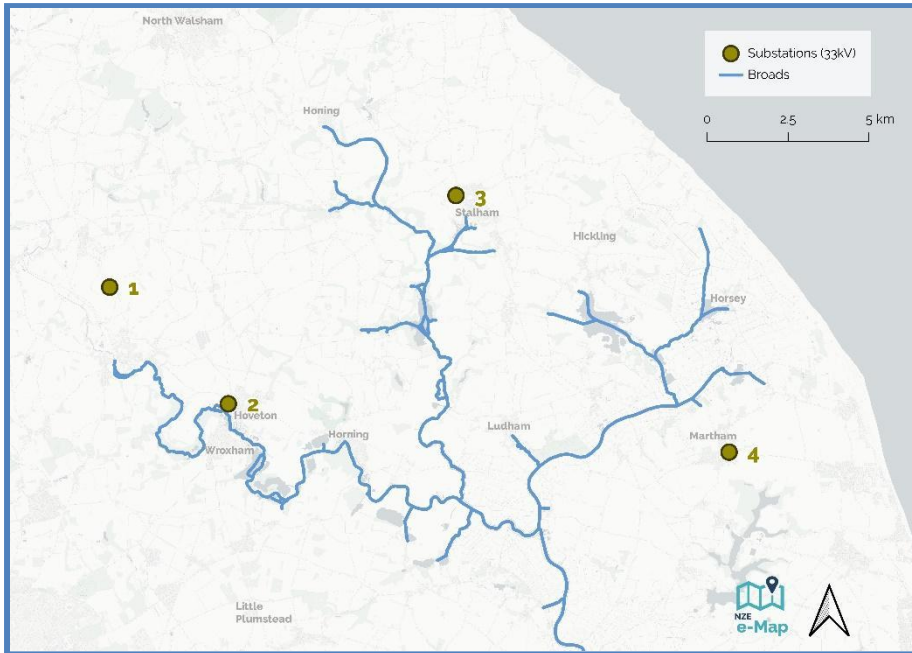 North Walsham
Substations (33kV)
Broads
0 2.5 5 km
Honing
3
Stalham
Hickling
1
Horsey
2
Hoveton
Ludham
Horning
Martham
Wroxham
4
NZE
e-Map
Little
Plumstead